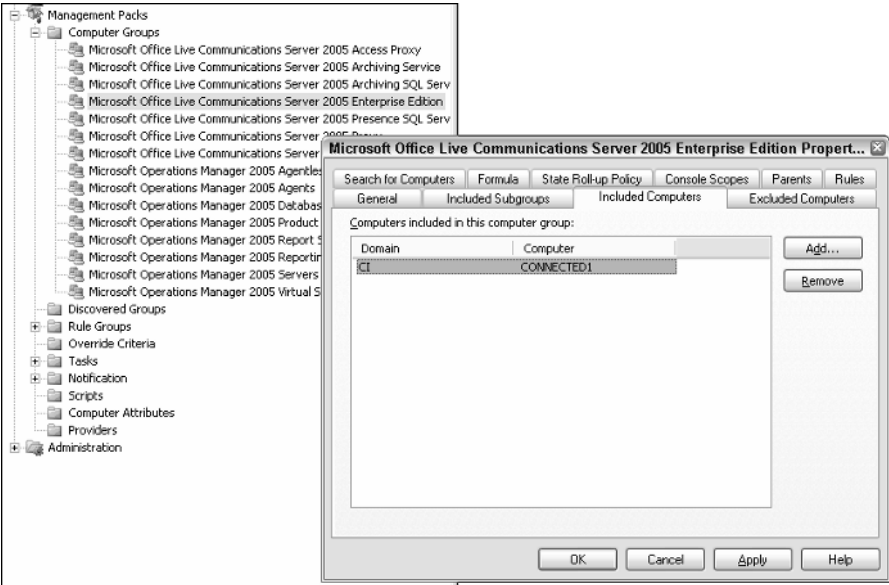 Management Packs
Computer Groups
Microsoft Office Live Communications Server 2005 Access Proxy
Microsoft Office Live Communications Server 2005 Archiving Service
Microsoft Office Live Communications Server 2005 Archiving SQL Serv
Microsoft Office Live Communications Server 2005 Enterprise Edition
Microsoft Office Live Communications Server 2005 Presence SQL Serv
Microsoft Office Live Communications Server 2005 Proxy
Microsoft Office Live Communications Server
Microsoft Operations Manager 2005 Agentles
Microsoft Operations Manager 2005 Agents
Microsoft Operations Manager 2005 Databas
Microsoft Operations Manager 2005 Product
Microsoft Operations Manager 2005 Report S
Microsoft Operations Manager 2005 Reportin
Microsoft Operations Manager 2005 Servers
Microsoft Operations Manager 2005 Virtual S
Discovered Groups
Rule Groups
Override Criteria
Tasks
Notification
Scripts
Computer Attributes
Providers
Administration
Microsoft Office Live Communications Server 2005 Enterprise Edition Propert...
Search for Computers Formula State Roll-up Policy Console Scopes Parents Rules
General Included Subgroups Included Computers Excluded Computers
Computers included in this computer group:
Domain Computer
CI CONNECTED1
Add...
Remove
OK Cancel Apply Help